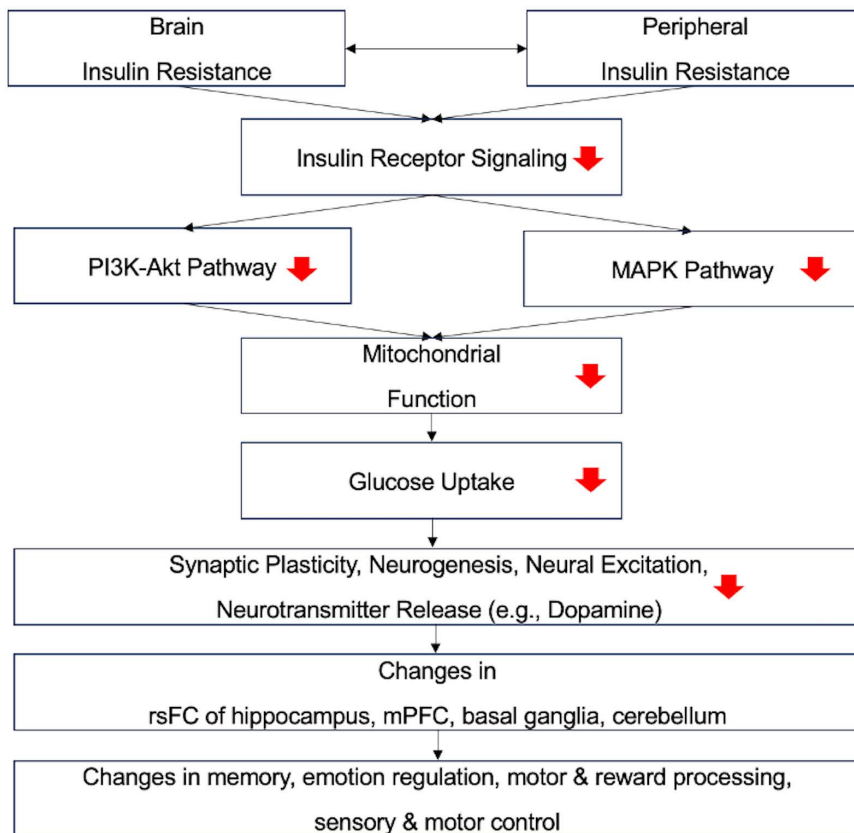 Brain
Insulin Resistance
Peripheral
Insulin Resistance
Insulin Receptor Signaling
PI3K-Akt Pathway
MAPK Pathway
Mitochondrial
Function
Glucose Uptake
Synaptic Plasticity, Neurogenesis, Neural Excitation,
Neurotransmitter Release (e.g., Dopamine)
Changes in
rsFC of hippocampus, mPFC, basal ganglia, cerebellum
Changes in memory, emotion regulation, motor & reward processing,
sensory & motor control